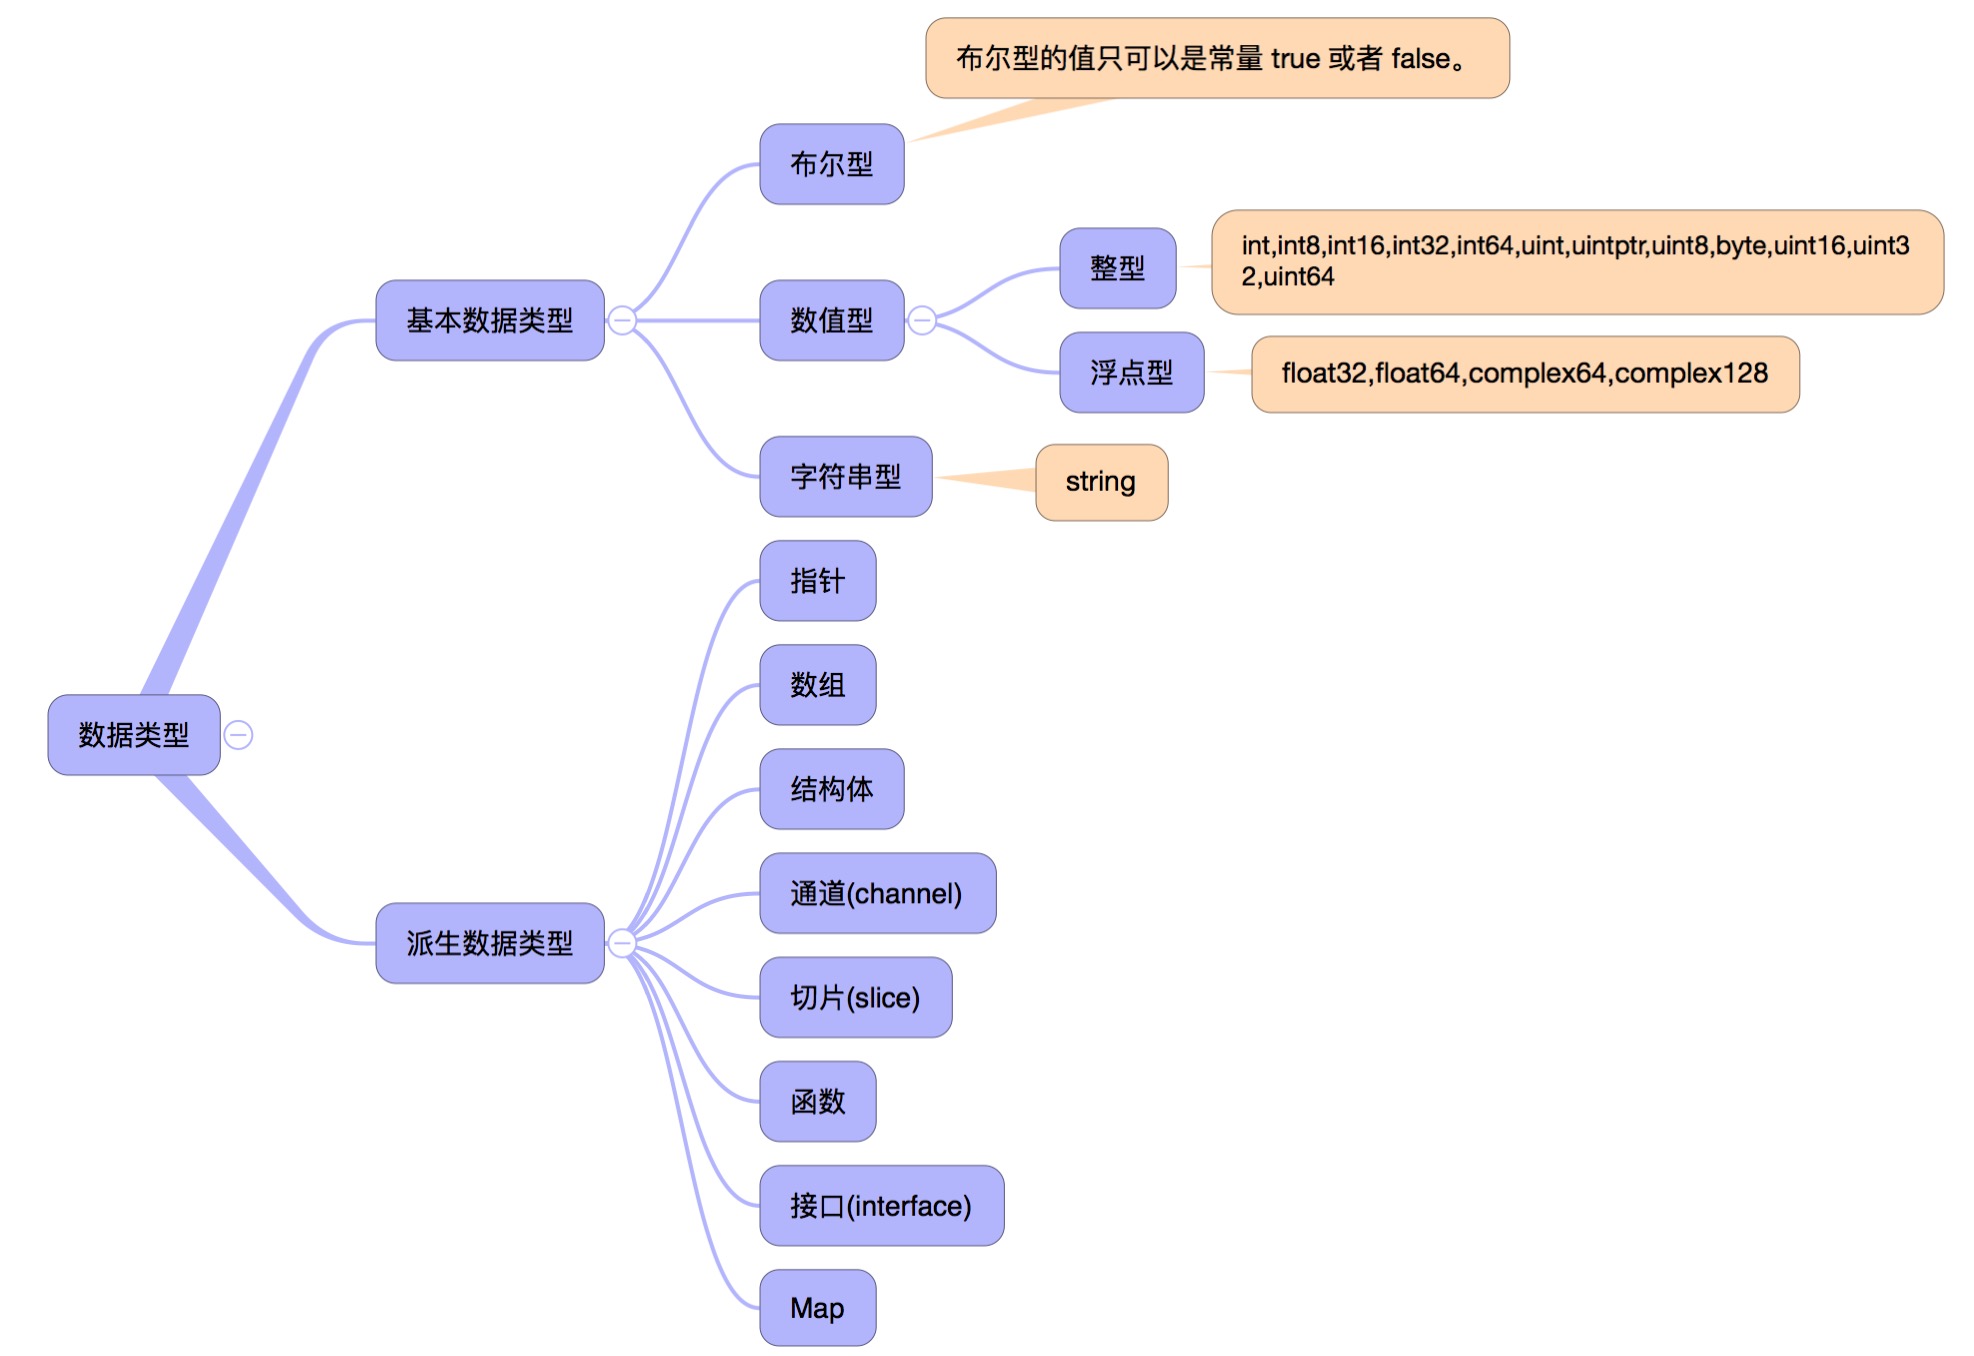 布尔型的值只可以是常量 true 或者 false。
布尔型
整型
int,int8,int16,int32,int64,uint,uintptr,uint8,byte,uint16,uint3
2,uint64
基本数据类型
数值型
浮点型
float32,float64,complex64,complex128
字符串型
string
指针
数组
数据类型
结构体
通道(channel)
派生数据类型
切片(slice)
函数
接口(interface)
Map